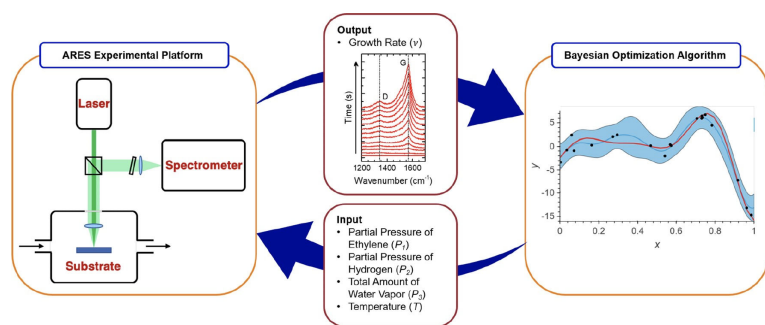 ARES Experimental Platform
Laser
Spectrometer
Substrate
Output
• Growth Rate (ν)
G
D
Time (s)
1200 1400 1600
Wavenumber (cm⁻¹)
Input
• Partial Pressure of
Ethylene (P₁)
• Partial Pressure of
Hydrogen (P₂)
• Total Amount of
Water Vapor (P₃)
• Temperature (T)
Bayesian Optimization Algorithm
5
0
-5
-10
-15
y
0 0.2 0.4 0.6 0.8 1
x